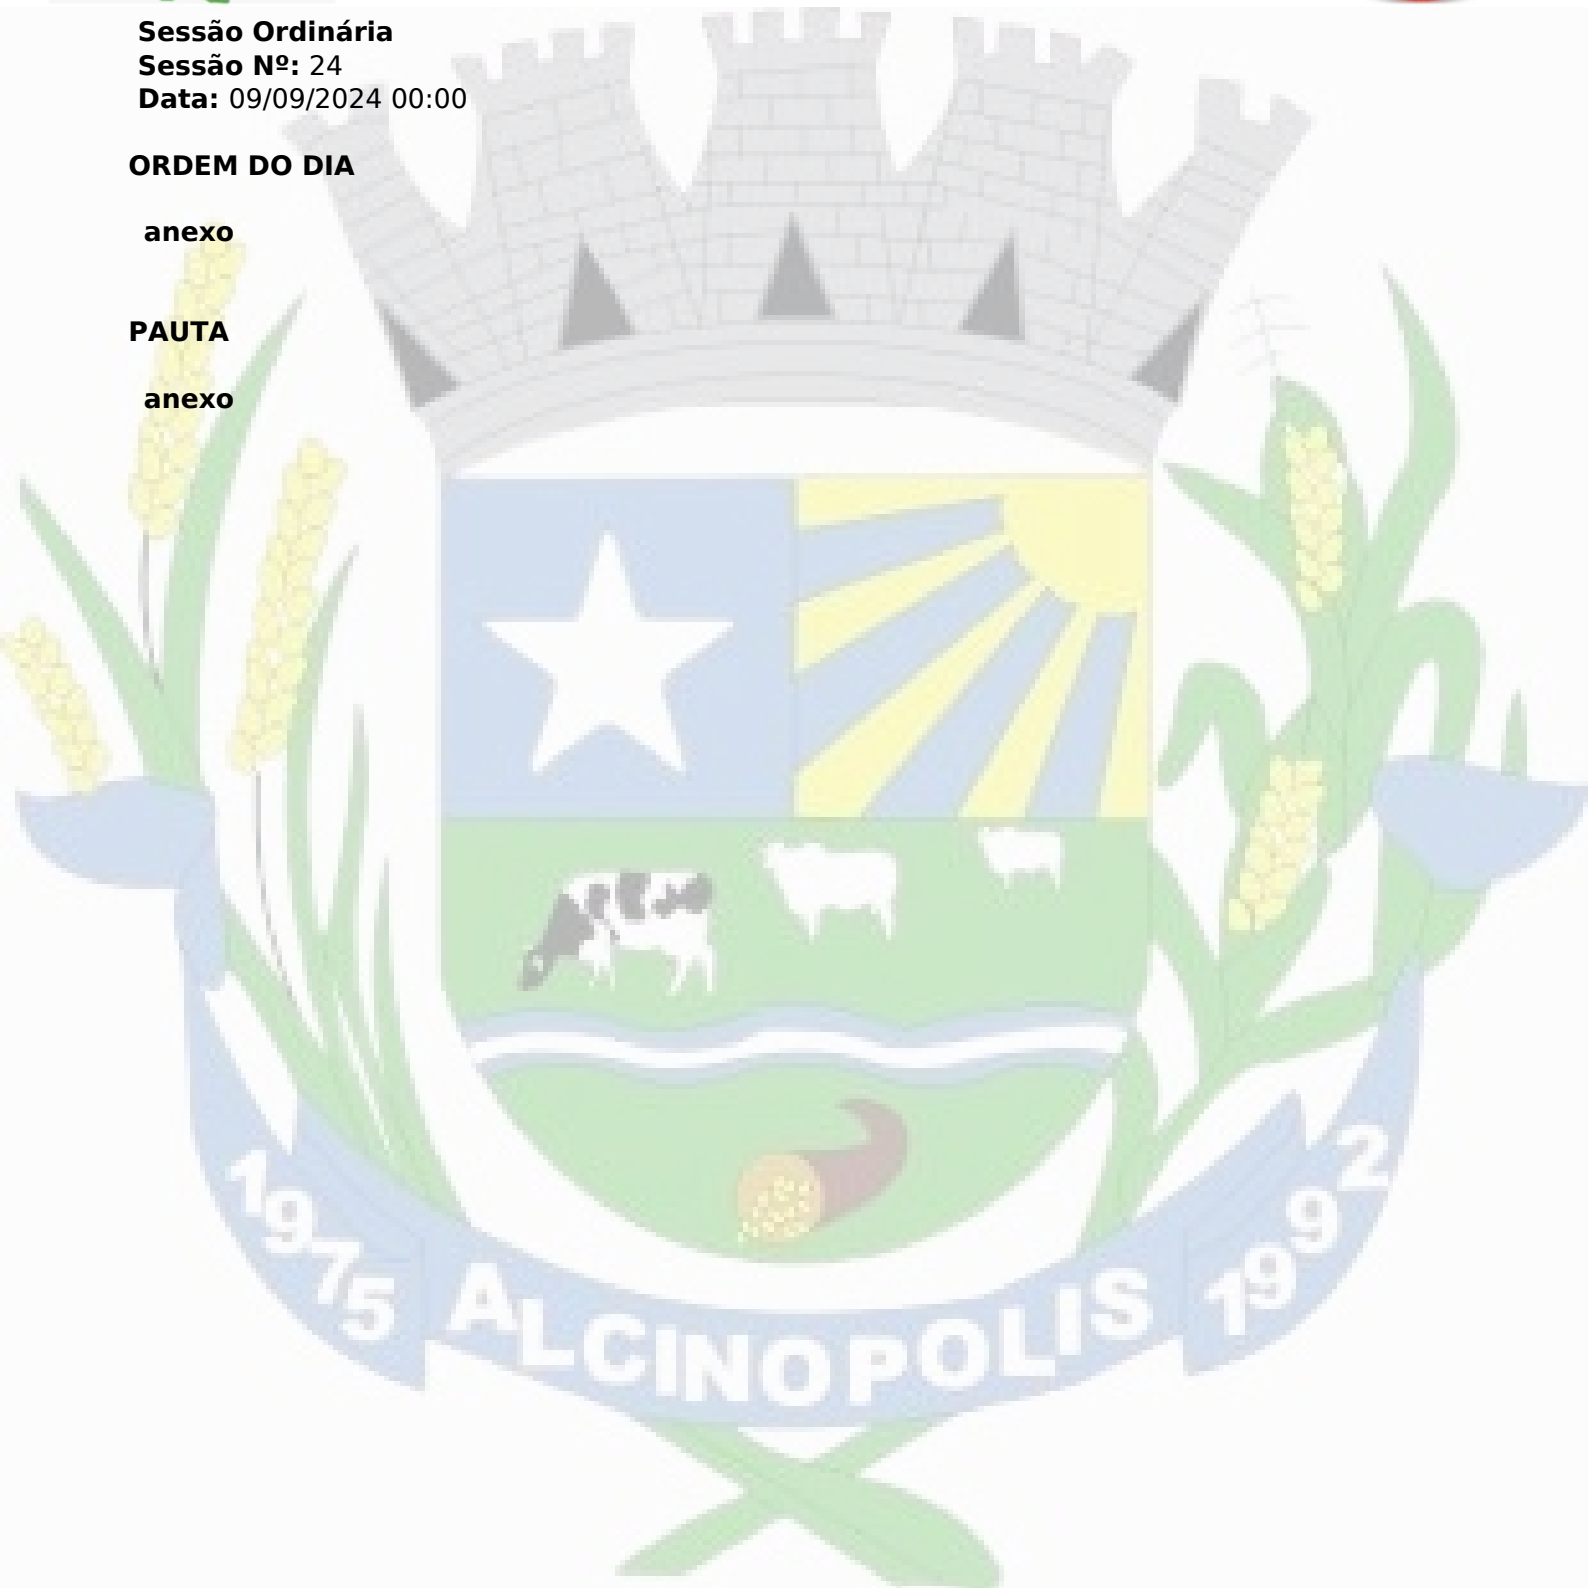 Sessão Ordinária
Sessão Nº: 24
Data: 09/09/2024 00:00
ORDEM DO DIA
anexo
PAUTA
anexo
1975 ALCINOPOLIS 1992